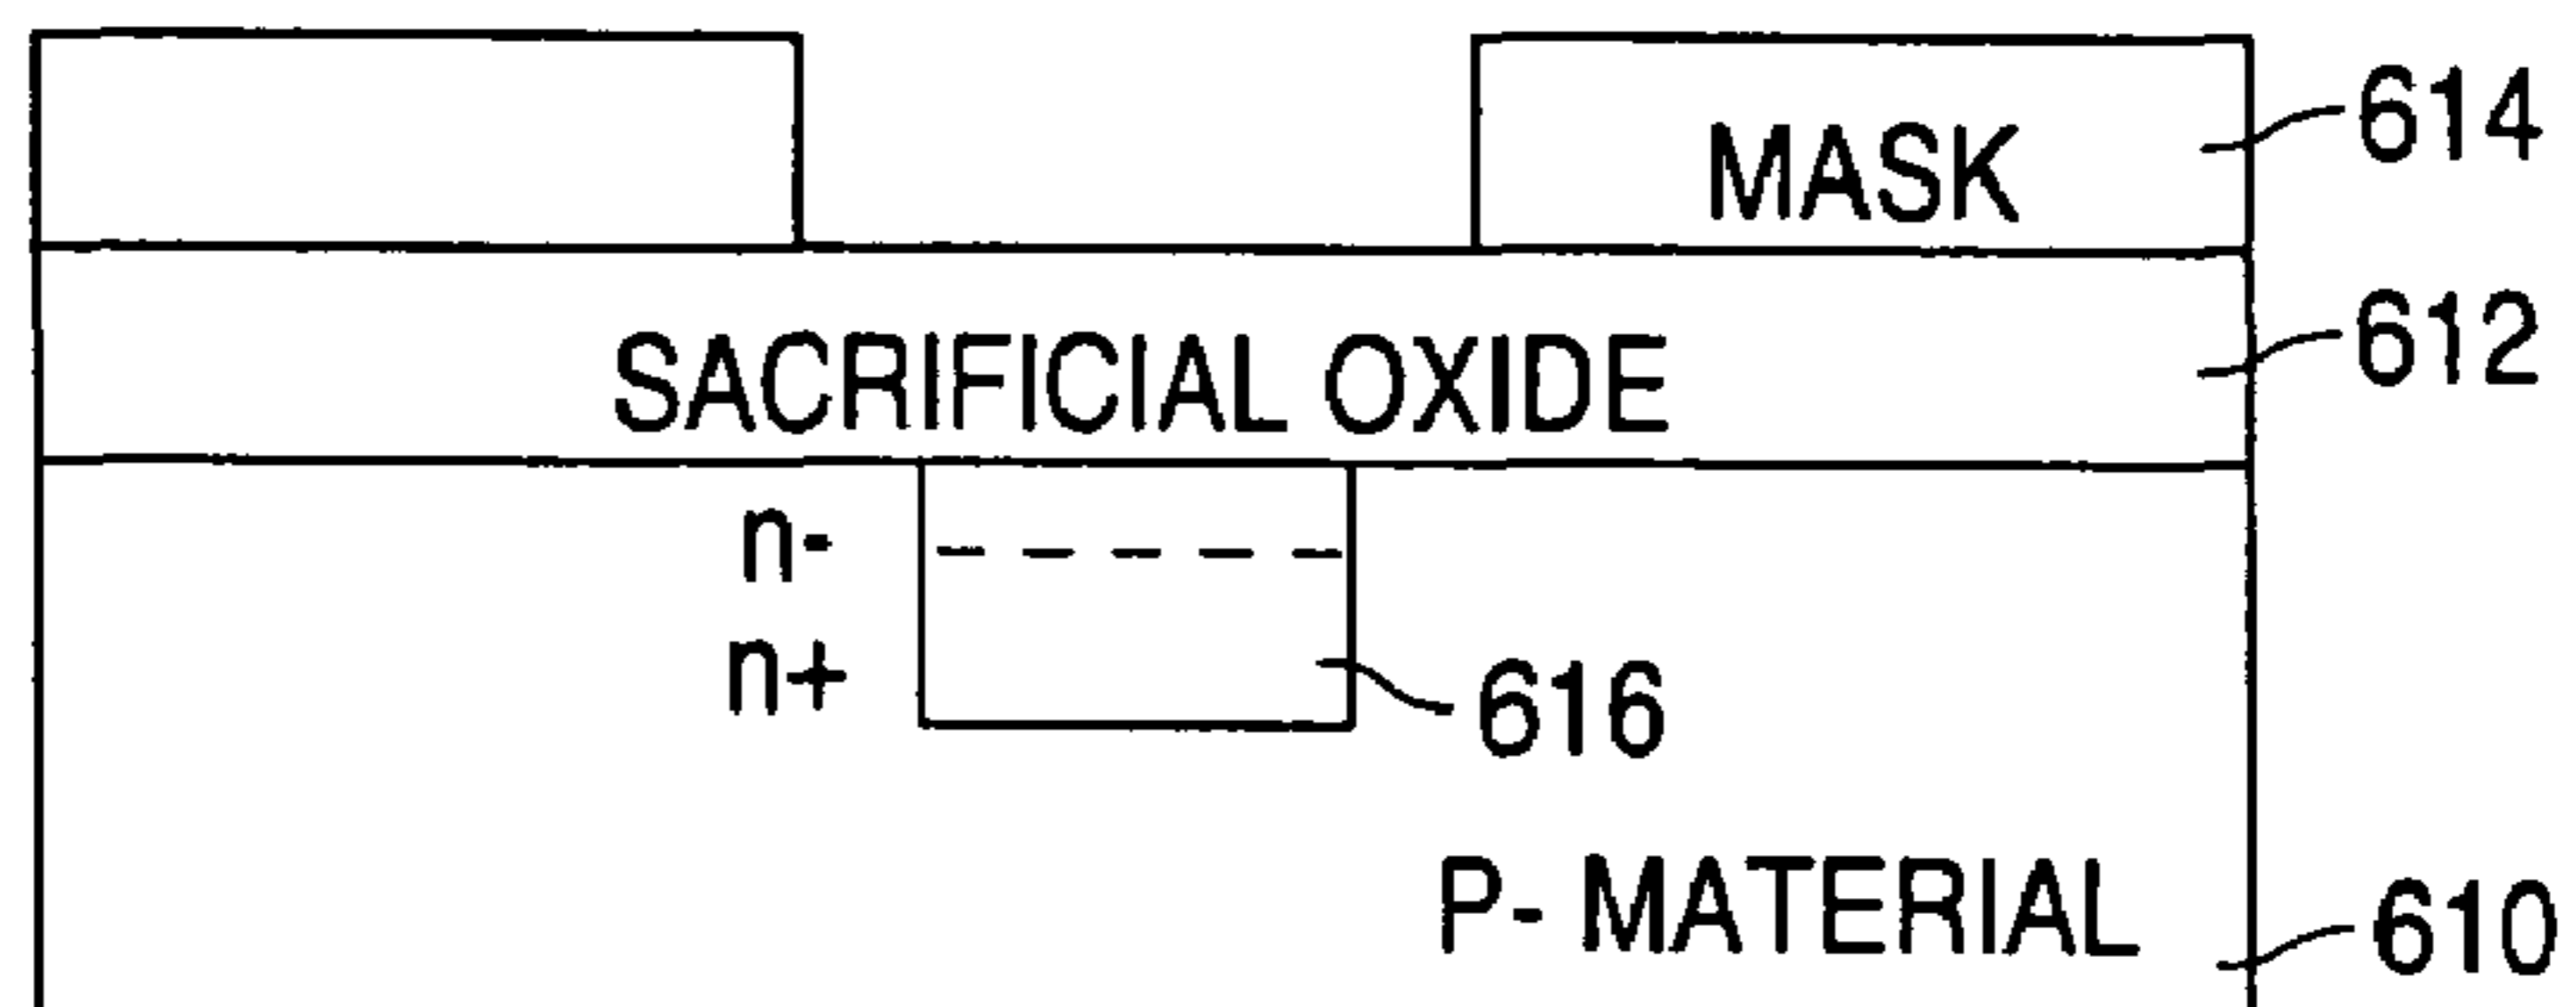 614
MASK
612
SACRIFICIAL OXIDE
n-
n+
616
P- MATERIAL
610